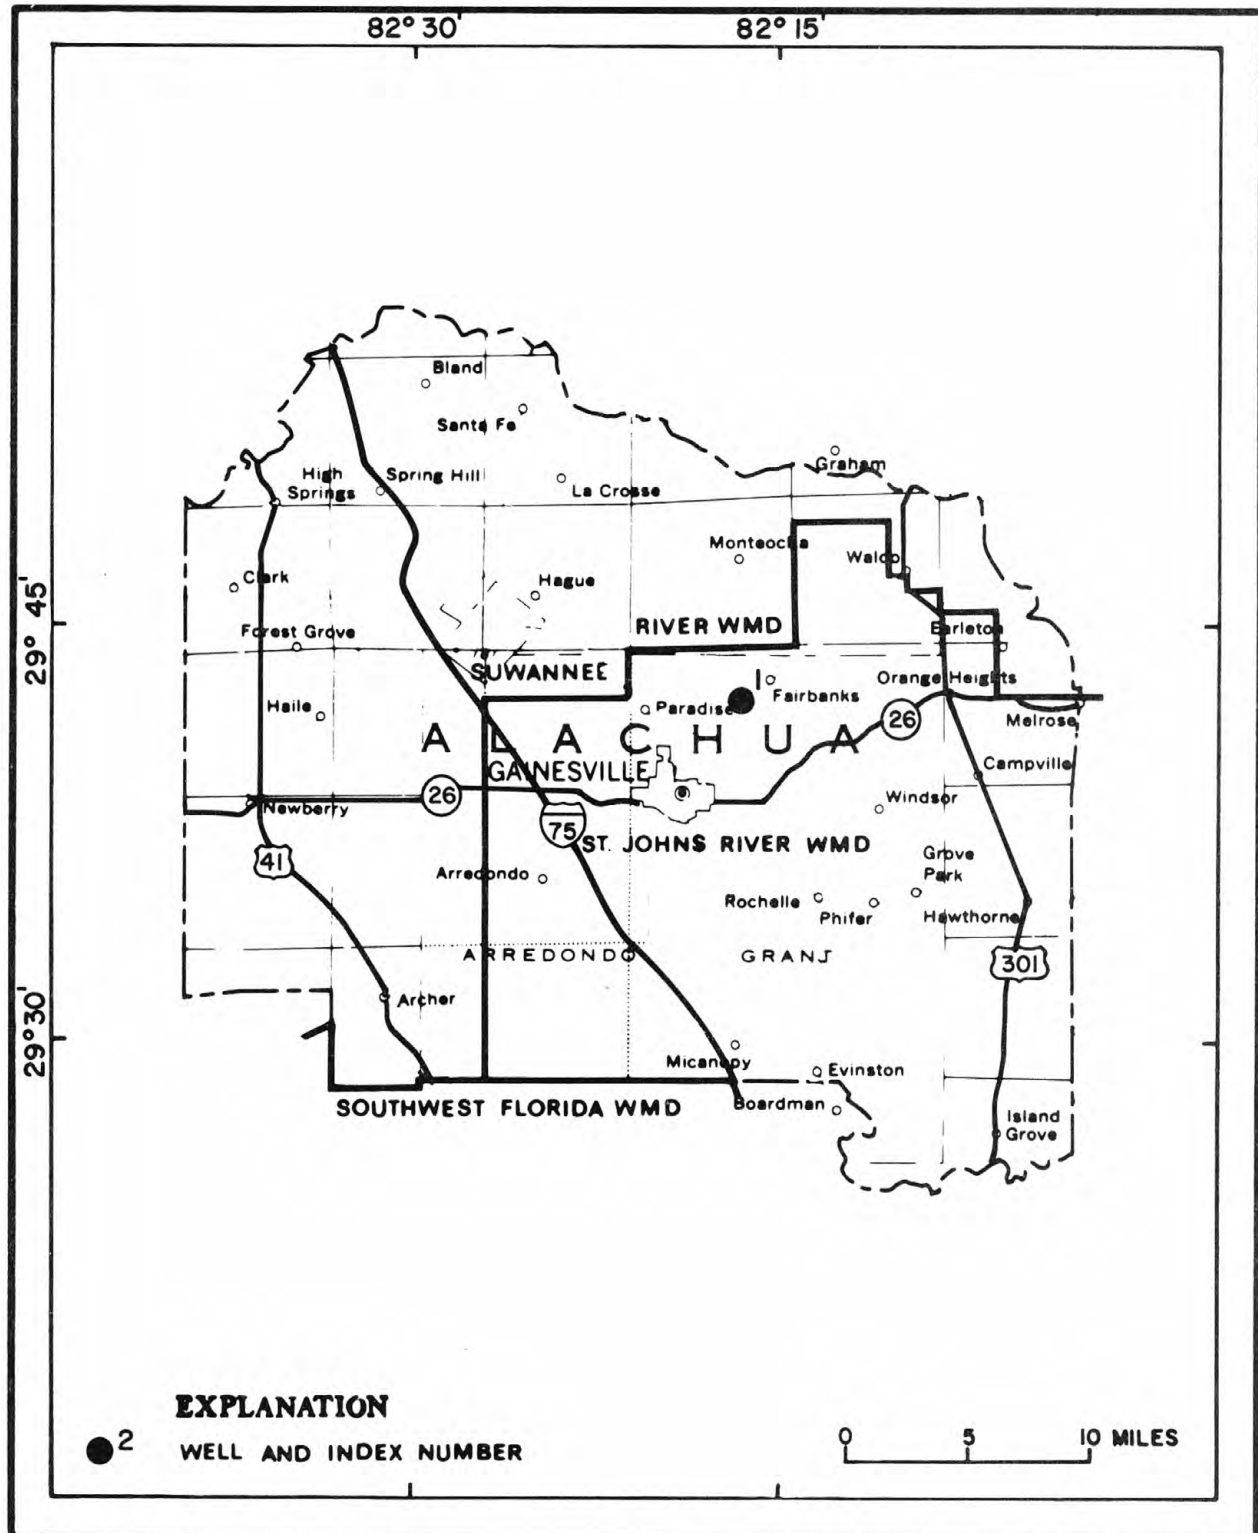 82°30'
82°15'
Bland
Santa Fe
Graham
High
Springs
Spring Hill
La Crosse
Monteocha
Waldo
29°45'
Clark
Hague
Forest Grove
RIVER WMD
Earleton
SUWANNEE
Orange Heights
1
Fairbanks
Haile
Paradise
26
Melrose
ALACHUA
GAINESVILLE
Campville
26
Newberry
Windsor
75
ST. JOHNS RIVER WMD
41
Arredondo
Grove
Park
Rochelle
Phifer
Hawthorne
ARREDONDO GRANT
301
Archer
29°30'
Micanopy
Evinston
SOUTHWEST FLORIDA WMD
Boardman
Island
Grove
EXPLANATION
2
WELL AND INDEX NUMBER
0 5 10 MILES